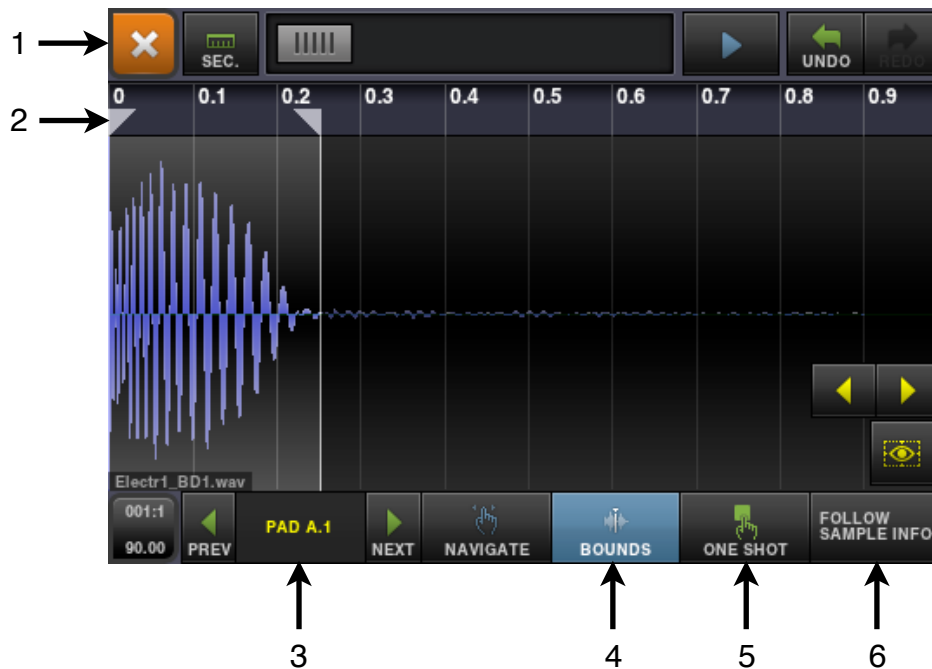 1
SEC.
UNDO
REDO
0 0.1 0.2 0.3 0.4 0.5 0.6 0.7 0.8 0.9
2
Electr1_BD1.wav
001:1
90.00
PREV
PAD A.1
NEXT
NAVIGATE
BOUNDS
ONE SHOT
FOLLOW
SAMPLE INFO
3 4 5 6